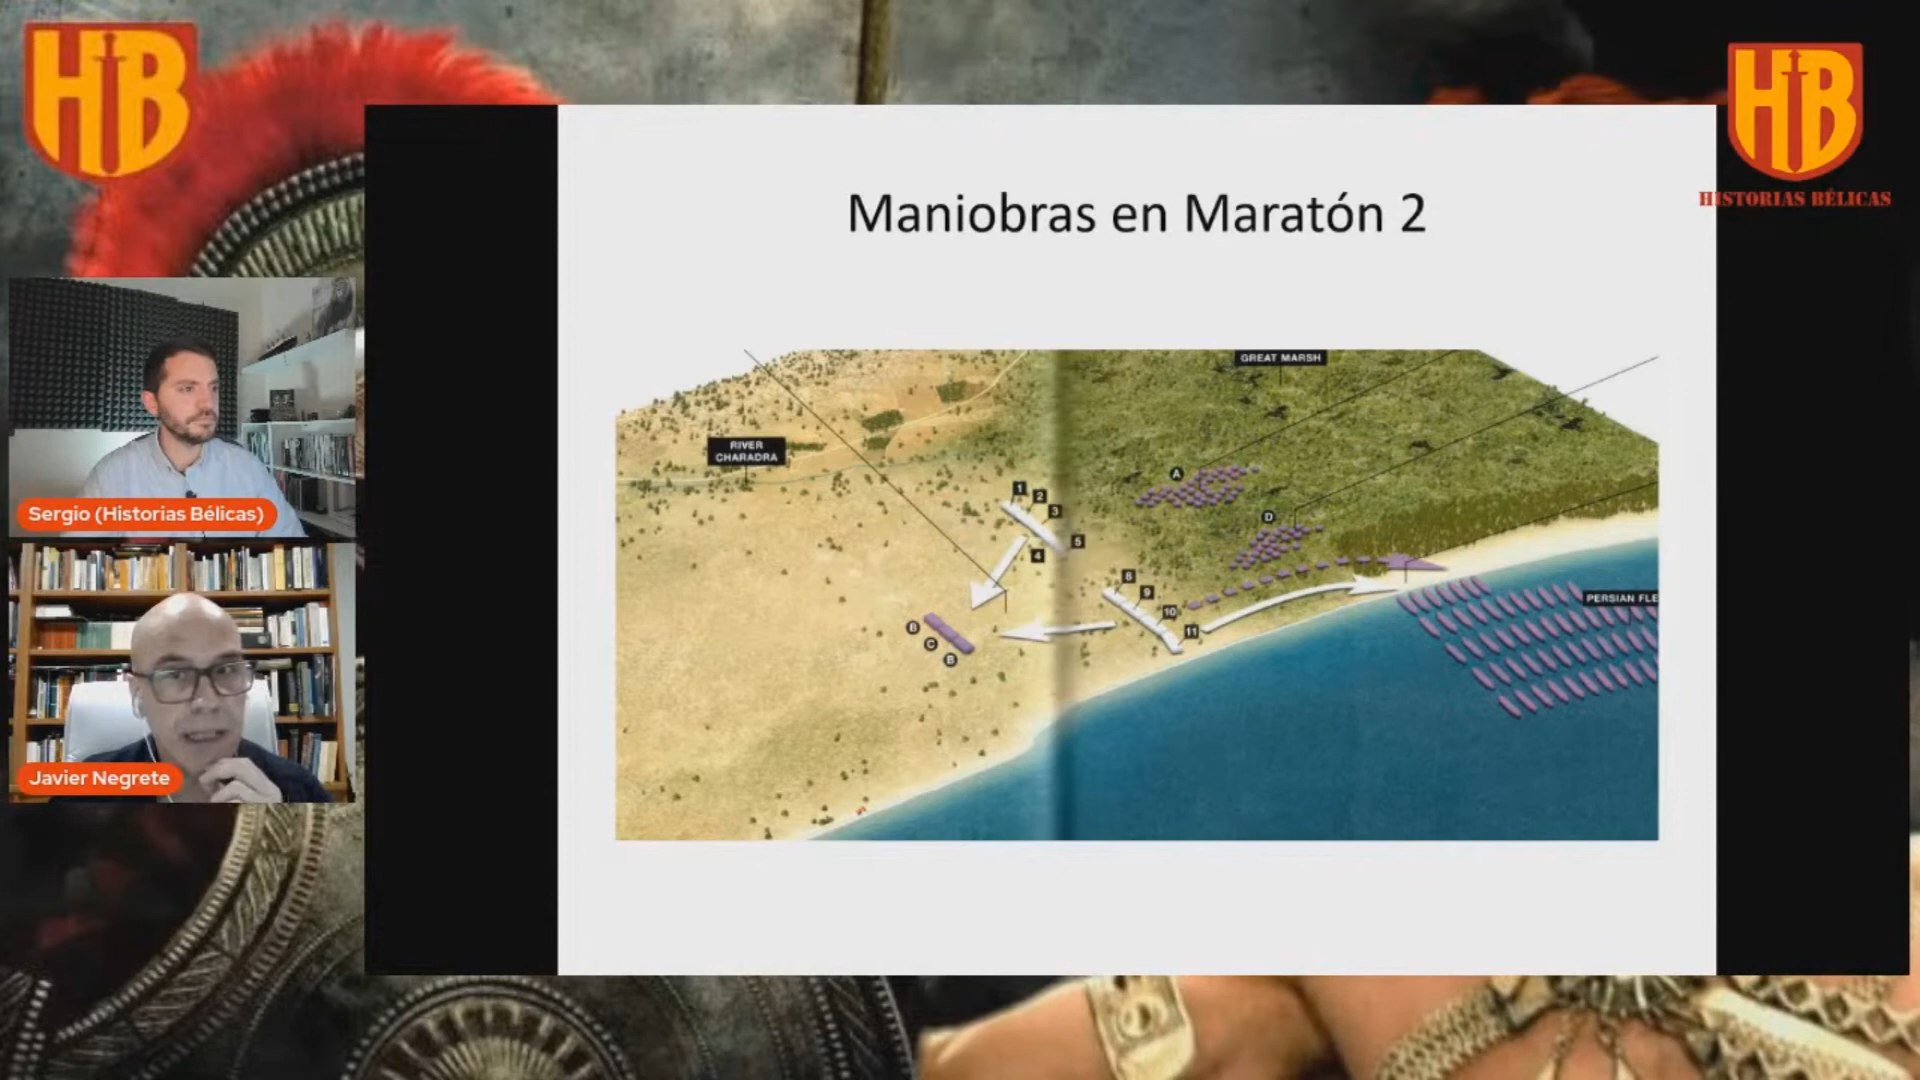 HB
HB
HISTORIAS BÉLICAS
Maniobras en Maratón 2
GREAT MARSH
RIVER
CHARADRA
A
1
2
3
D
5
4
8
9
10
11
B
C
B
PERSIAN FLE
Sergio (Historias Bélicas)
Javier Negrete